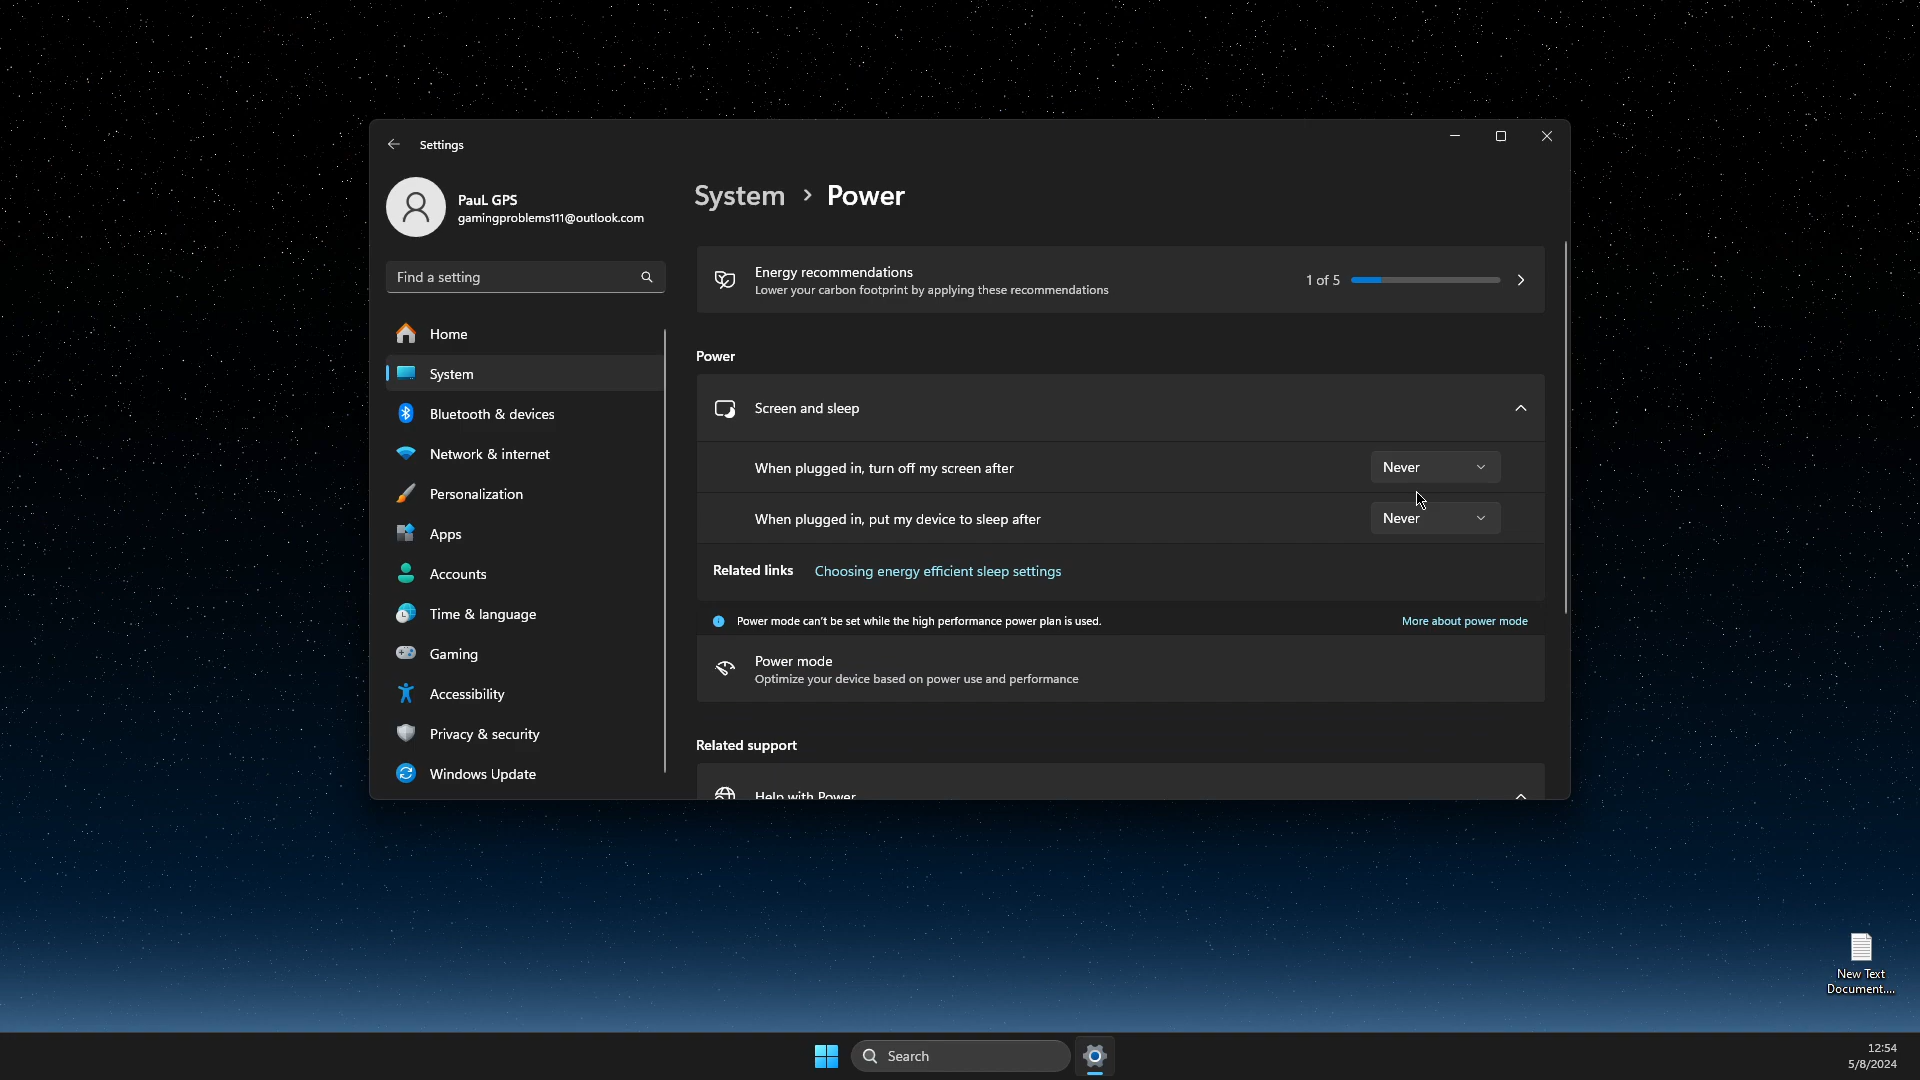 Settings
PauL GPS
gamingproblems111@outlook.com
Find a setting
Home
System
Bluetooth & devices
Network & internet
Personalization
Apps
Accounts
Time & language
Gaming
Accessibility
Privacy & security
Windows Update
System > Power
Energy recommendations
Lower your carbon footprint by applying these recommendations
1 of 5
Power
Screen and sleep
When plugged in, turn off my screen after
Never
When plugged in, put my device to sleep after
Never
Related links Choosing energy efficient sleep settings
Power mode can't be set while the high performance power plan is used.
More about power mode
Power mode
Optimize your device based on power use and performance
Related support
Help with Power
New Text
Document....
Search
12:54
5/8/2024